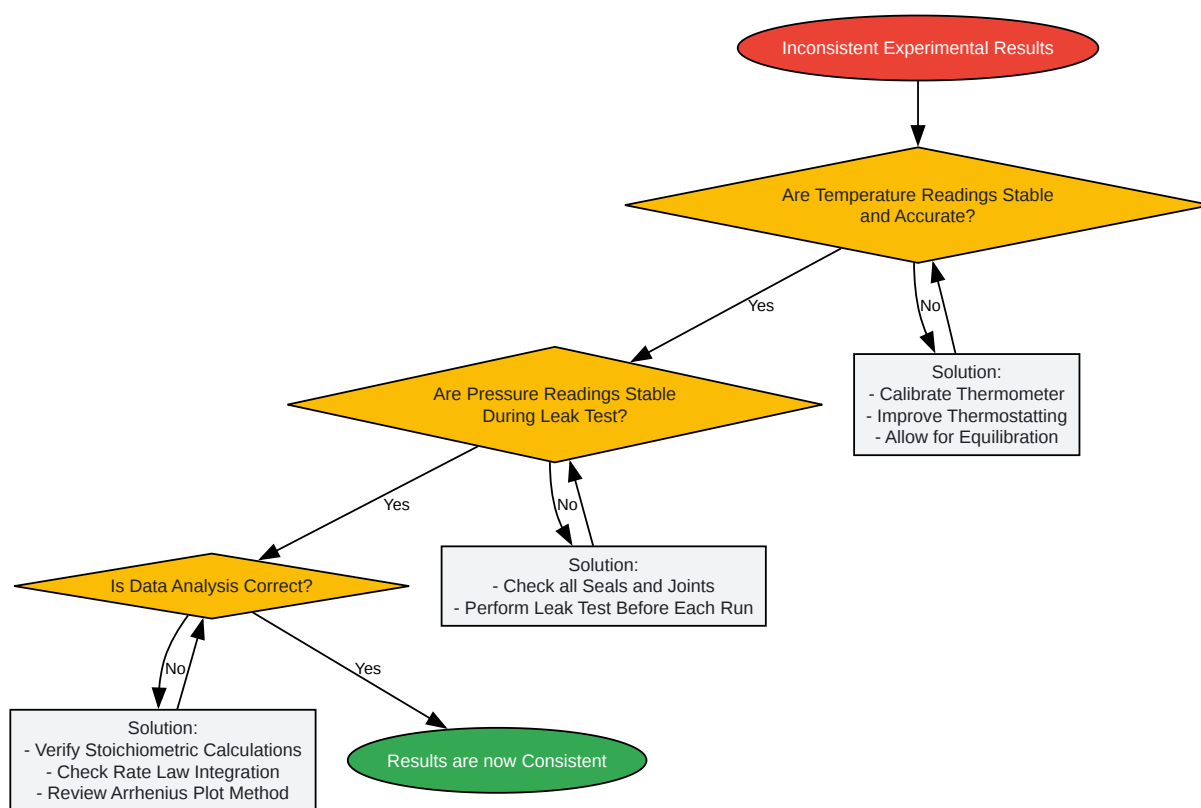 Inconsistent Experimental Results
Are Temperature Readings Stable
and Accurate?
Yes
No
Solution:
- Calibrate Thermometer
- Improve Thermostatting
- Allow for Equilibration
Are Pressure Readings Stable
During Leak Test?
Yes
No
Solution:
- Check all Seals and Joints
- Perform Leak Test Before Each Run
Is Data Analysis Correct?
No
Yes
Solution:
- Verify Stoichiometric Calculations
- Check Rate Law Integration
- Review Arrhenius Plot Method
Results are now Consistent